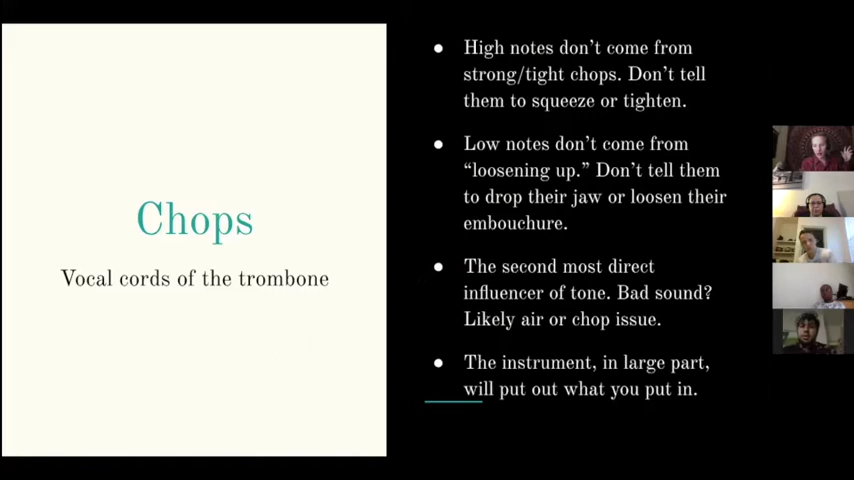 Chops
Vocal cords of the trombone
● High notes don't come from
strong/tight chops. Don't tell
them to squeeze or tighten.
● Low notes don't come from
“loosening up.” Don't tell them
to drop their jaw or loosen their
embouchure.
● The second most direct
influencer of tone. Bad sound?
Likely air or chop issue.
● The instrument, in large part,
will put out what you put in.